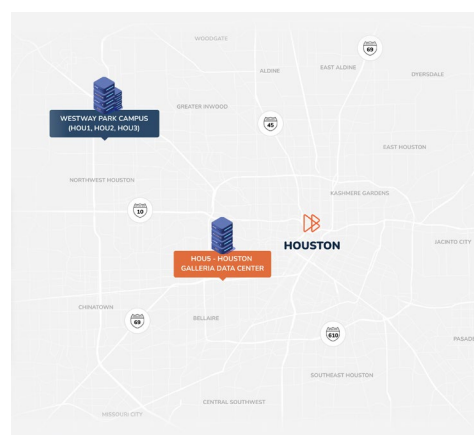 WOODGATE
69
EAST ALDINE
ALDINE
DYERSDALE
GREATER INWOOD
WESTWAY PARK CAMPUS
(HOU1, HOU2, HOU3)
45
EAST HOUSTON
NORTHWEST HOUSTON
KASHMERE GARDENS
10
HOUSTON
JACINTO CITY
HOU5 - HOUSTON
GALLERIA DATA CENTER
CHINATOWN
69
BELLAIRE
610
PASADE
SOUTHEAST HOUSTON
CENTRAL SOUTHWEST
MISSOURI CITY